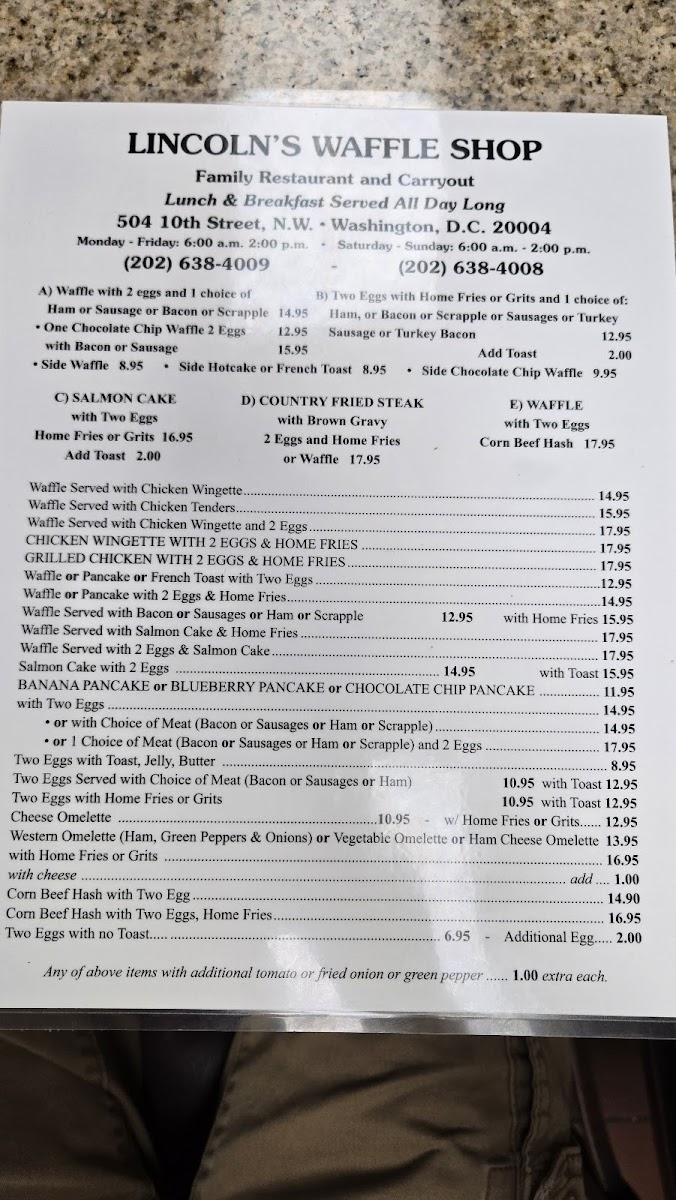 LINCOLN'S WAFFLE SHOP
Family Restaurant and Carryout
Lunch & Breakfast Served All Day Long
504 10th Street, N.W. • Washington, D.C. 20004
Monday - Friday: 6:00 a.m. 2:00 p.m. • Saturday - Sunday: 6:00 a.m. - 2:00 p.m.
(202) 638-4009 - (202) 638-4008
A) Waffle with 2 eggs and 1 choice of
Ham or Sausage or Bacon or Scrapple 14.95
• One Chocolate Chip Waffle 2 Eggs 12.95
with Bacon or Sausage 15.95
B) Two Eggs with Home Fries or Grits and 1 choice of:
Ham, or Bacon or Scrapple or Sausages or Turkey
Sausage or Turkey Bacon 12.95
Add Toast 2.00
• Side Waffle 8.95 • Side Hotcake or French Toast 8.95 • Side Chocolate Chip Waffle 9.95
C) SALMON CAKE
with Two Eggs
Home Fries or Grits 16.95
Add Toast 2.00
D) COUNTRY FRIED STEAK
with Brown Gravy
2 Eggs and Home Fries
or Waffle 17.95
E) WAFFLE
with Two Eggs
Corn Beef Hash 17.95
Waffle Served with Chicken Wingette 14.95
Waffle Served with Chicken Tenders 15.95
Waffle Served with Chicken Wingette and 2 Eggs 17.95
CHICKEN WINGETTE WITH 2 EGGS & HOME FRIES 17.95
GRILLED CHICKEN WITH 2 EGGS & HOME FRIES 17.95
Waffle or Pancake or French Toast with Two Eggs 12.95
Waffle or Pancake with 2 Eggs & Home Fries 14.95
Waffle Served with Bacon or Sausages or Ham or Scrapple 12.95 with Home Fries 15.95
Waffle Served with Salmon Cake & Home Fries 17.95
Waffle Served with 2 Eggs & Salmon Cake 17.95
Salmon Cake with 2 Eggs 14.95 with Toast 15.95
BANANA PANCAKE or BLUEBERRY PANCAKE or CHOCOLATE CHIP PANCAKE 11.95
with Two Eggs 14.95
• or with Choice of Meat (Bacon or Sausages or Ham or Scrapple) 14.95
• or 1 Choice of Meat (Bacon or Sausages or Ham or Scrapple) and 2 Eggs 17.95
Two Eggs with Toast, Jelly, Butter 8.95
Two Eggs Served with Choice of Meat (Bacon or Sausages or Ham) 10.95 with Toast 12.95
Two Eggs with Home Fries or Grits 10.95 with Toast 12.95
Cheese Omelette 10.95 - w/ Home Fries or Grits...... 12.95
Western Omelette (Ham, Green Peppers & Onions) or Vegetable Omelette or Ham Cheese Omelette 13.95
with Home Fries or Grits 16.95
with cheese add .... 1.00
Corn Beef Hash with Two Egg 14.90
Corn Beef Hash with Two Eggs, Home Fries 16.95
Two Eggs with no Toast 6.95 - Additional Egg..... 2.00
Any of above items with additional tomato or fried onion or green pepper ...... 1.00 extra each.